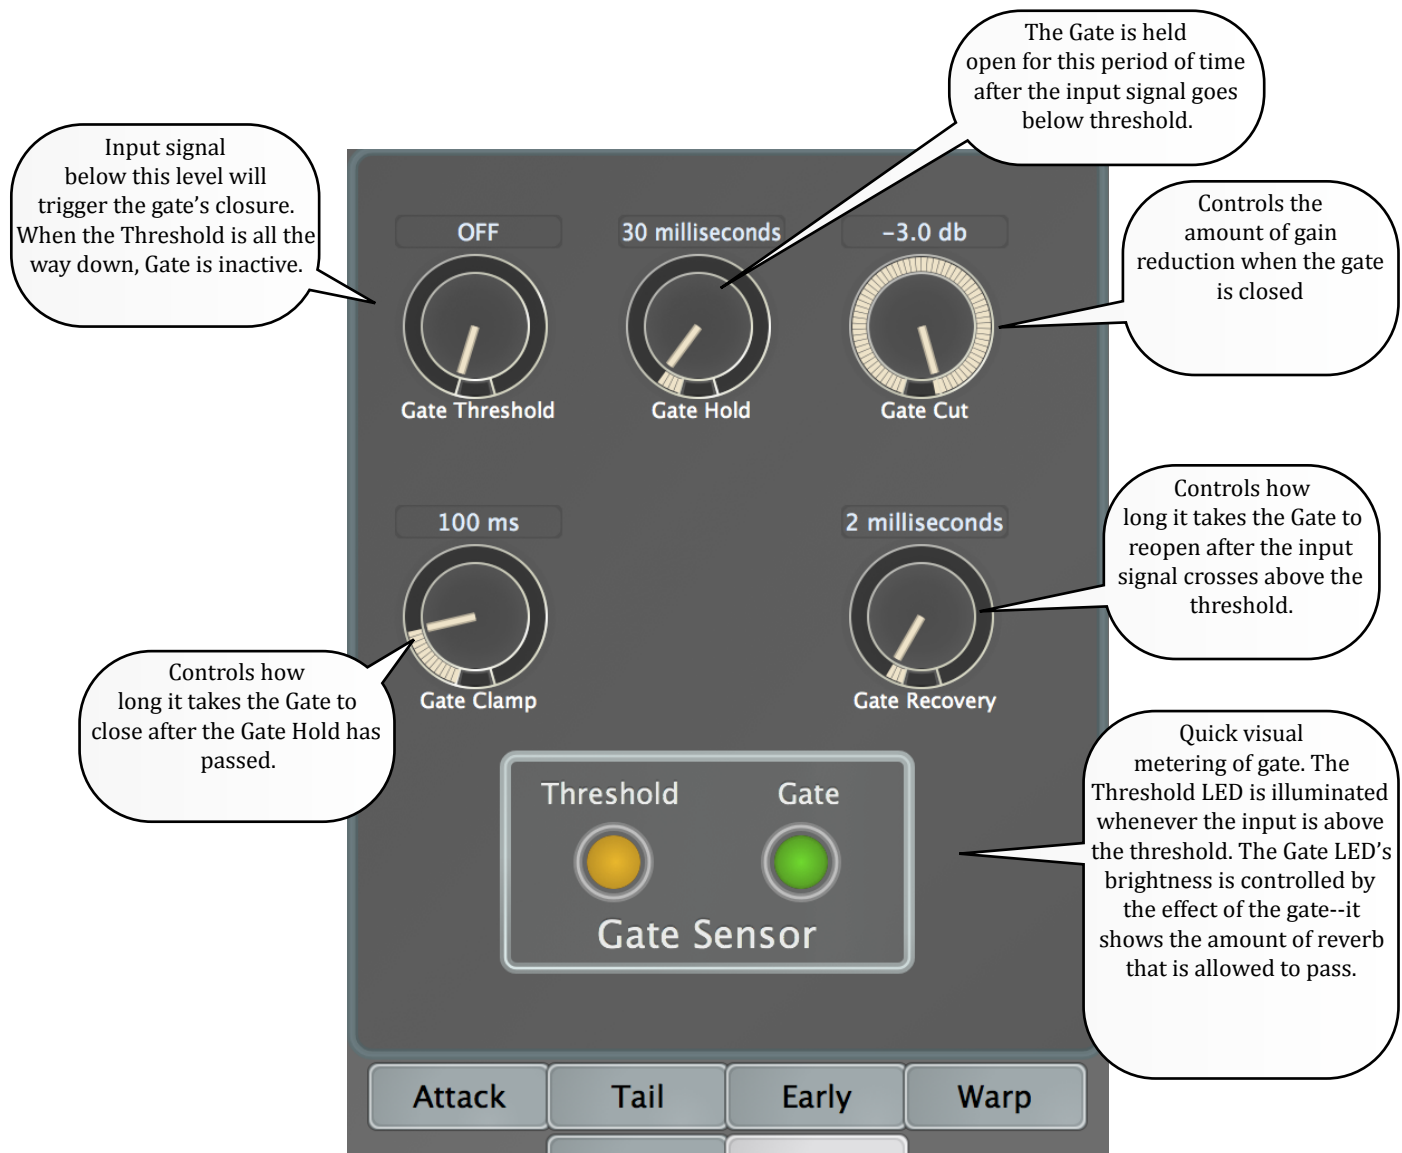 The Gate is held
open for this period of time
after the input signal goes
below threshold.
Input signal
below this level will
trigger the gate’s closure.
When the Threshold is all the
way down, Gate is inactive.
Controls the
amount of gain
reduction when the gate
is closed
OFF
30 milliseconds
-3.0 db
Gate Threshold
Gate Hold
Gate Cut
Controls how
long it takes the Gate to
reopen after the input
signal crosses above the
threshold.
100 ms
2 milliseconds
Gate Clamp
Gate Recovery
Controls how
long it takes the Gate to
close after the Gate Hold has
passed.
Quick visual
metering of gate. The
Threshold LED is illuminated
whenever the input is above
the threshold. The Gate LED’s
brightness is controlled by
the effect of the gate--it
shows the amount of reverb
that is allowed to pass.
Threshold
Gate
Gate Sensor
Attack
Tail
Early
Warp